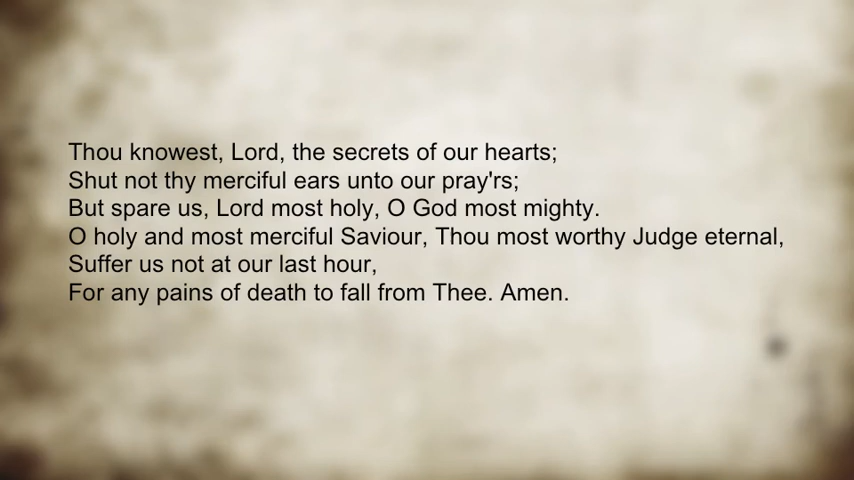 Thou knowest, Lord, the secrets of our hearts;
Shut not thy merciful ears unto our pray'rs;
But spare us, Lord most holy, O God most mighty.
O holy and most merciful Saviour, Thou most worthy Judge eternal,
Suffer us not at our last hour,
For any pains of death to fall from Thee. Amen.